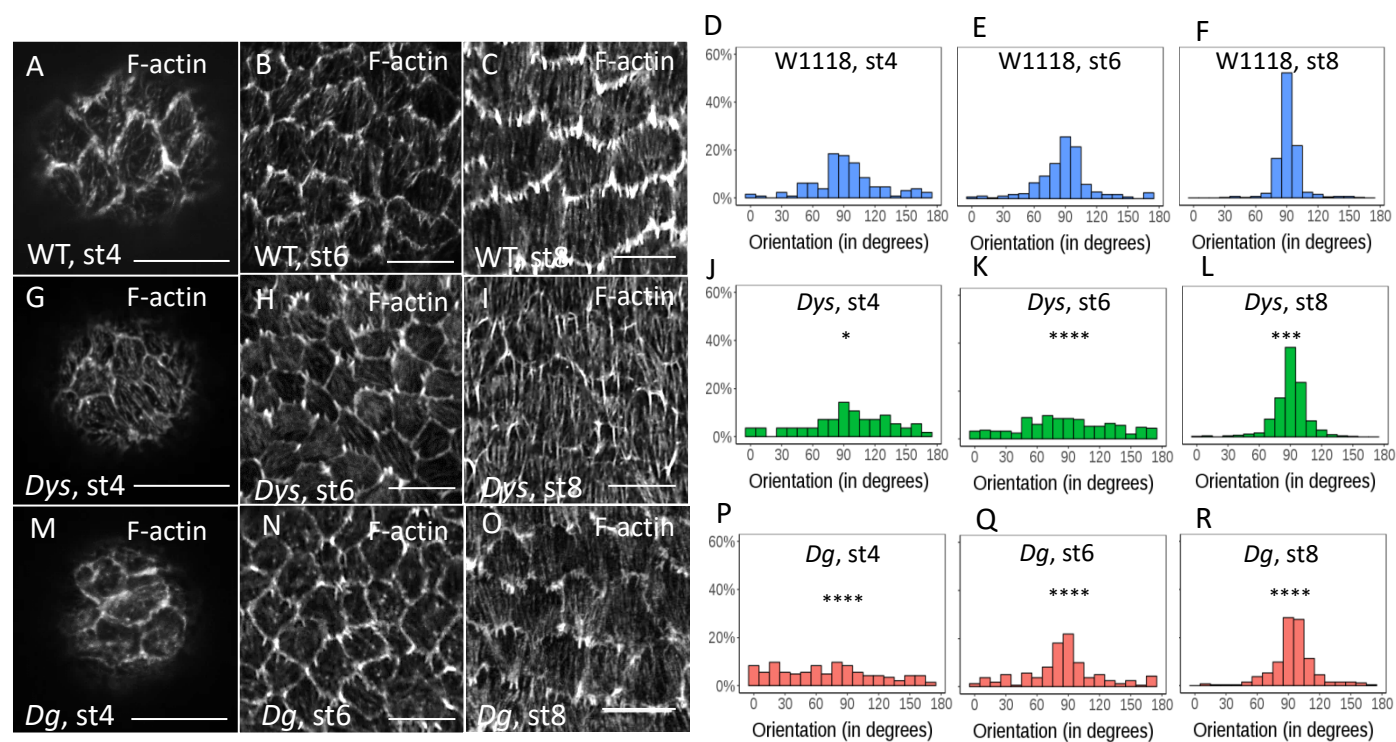 A F-actin
WT, st4
B F-actin
WT, st6
C F-actin
WT, st8
D
W1118, st4
60%
40%
20%
0%
0 30 60 90 120 150 180
Orientation (in degrees)
E
W1118, st6
0 30 60 90 120 150 180
Orientation (in degrees)
F
W1118, st8
0 30 60 90 120 150 180
Orientation (in degrees)
G F-actin
Dys, st4
H F-actin
Dys, st6
I F-actin
Dys, st8
J
Dys, st4
*
60%
40%
20%
0%
0 30 60 90 120 150 180
Orientation (in degrees)
K
Dys, st6
****
0 30 60 90 120 150 180
Orientation (in degrees)
L
Dys, st8
***
0 30 60 90 120 150 180
Orientation (in degrees)
M F-actin
Dg, st4
N F-actin
Dg, st6
O F-actin
Dg, st8
P
Dg, st4
****
60%
40%
20%
0%
0 30 60 90 120 150 180
Orientation (in degrees)
Q
Dg, st6
****
0 30 60 90 120 150 180
Orientation (in degrees)
R
Dg, st8
****
0 30 60 90 120 150 180
Orientation (in degrees)